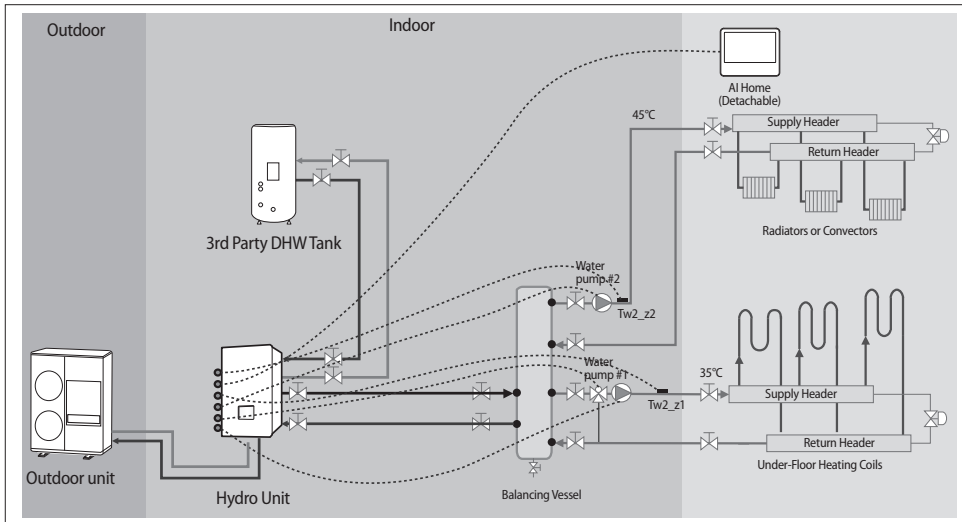 Outdoor
Indoor
AI Home
(Detachable)
45°C
Supply Header
Return Header
Radiators or Convectors
3rd Party DHW Tank
Water
pump #2
Tw2_z2
Water
pump #1
35°C
Tw2_z1
Supply Header
Return Header
Under-Floor Heating Coils
Outdoor unit
Hydro Unit
Balancing Vessel